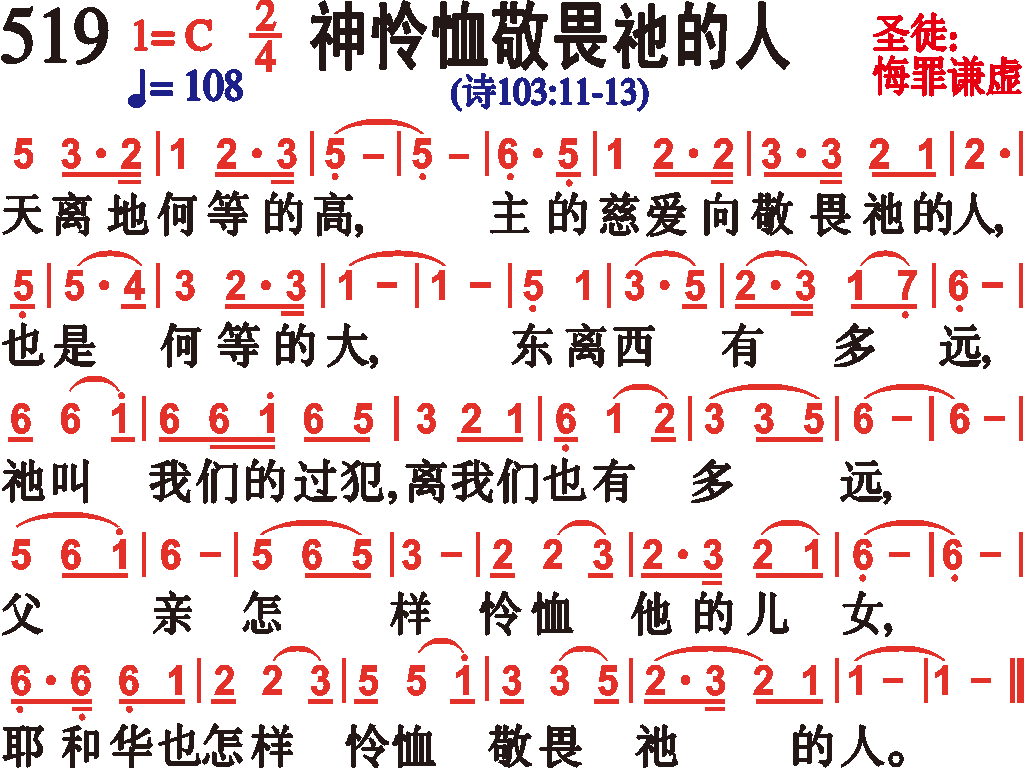 519 1=C 2/4 神怜恤敬畏祂的人 圣徒:
♩= 108 (诗103:11-13) 悔罪谦虚
5 3·2|1 2·3|5 –|5 –|6·5|1 2·2|3·3 2 1|2·|
天离地何等的高, 主的慈爱向敬畏祂的人,
5|5·4|3 2·3|1 –|1 –|5 1|3·5|2·3 1 7|6 –|
也是 何等的大, 东离西 有 多 远,
6 6 i|6 6 i 6 5|3 2 1|6 1 2|3 3 5|6 –|6 –|
祂叫 我们的过犯,离我们也有 多 远,
5 6 i|6 –|5 6 5|3 –|2 2 3|2·3 2 1|6 –|6 –|
父 亲 怎 样 怜恤 他的儿 女,
6·6 6 1|2 2 3|5 5 i|3 3 5|2·3 2 1|1 –|1 –‖
耶和华也怎样 怜恤 敬畏 祂 的人。